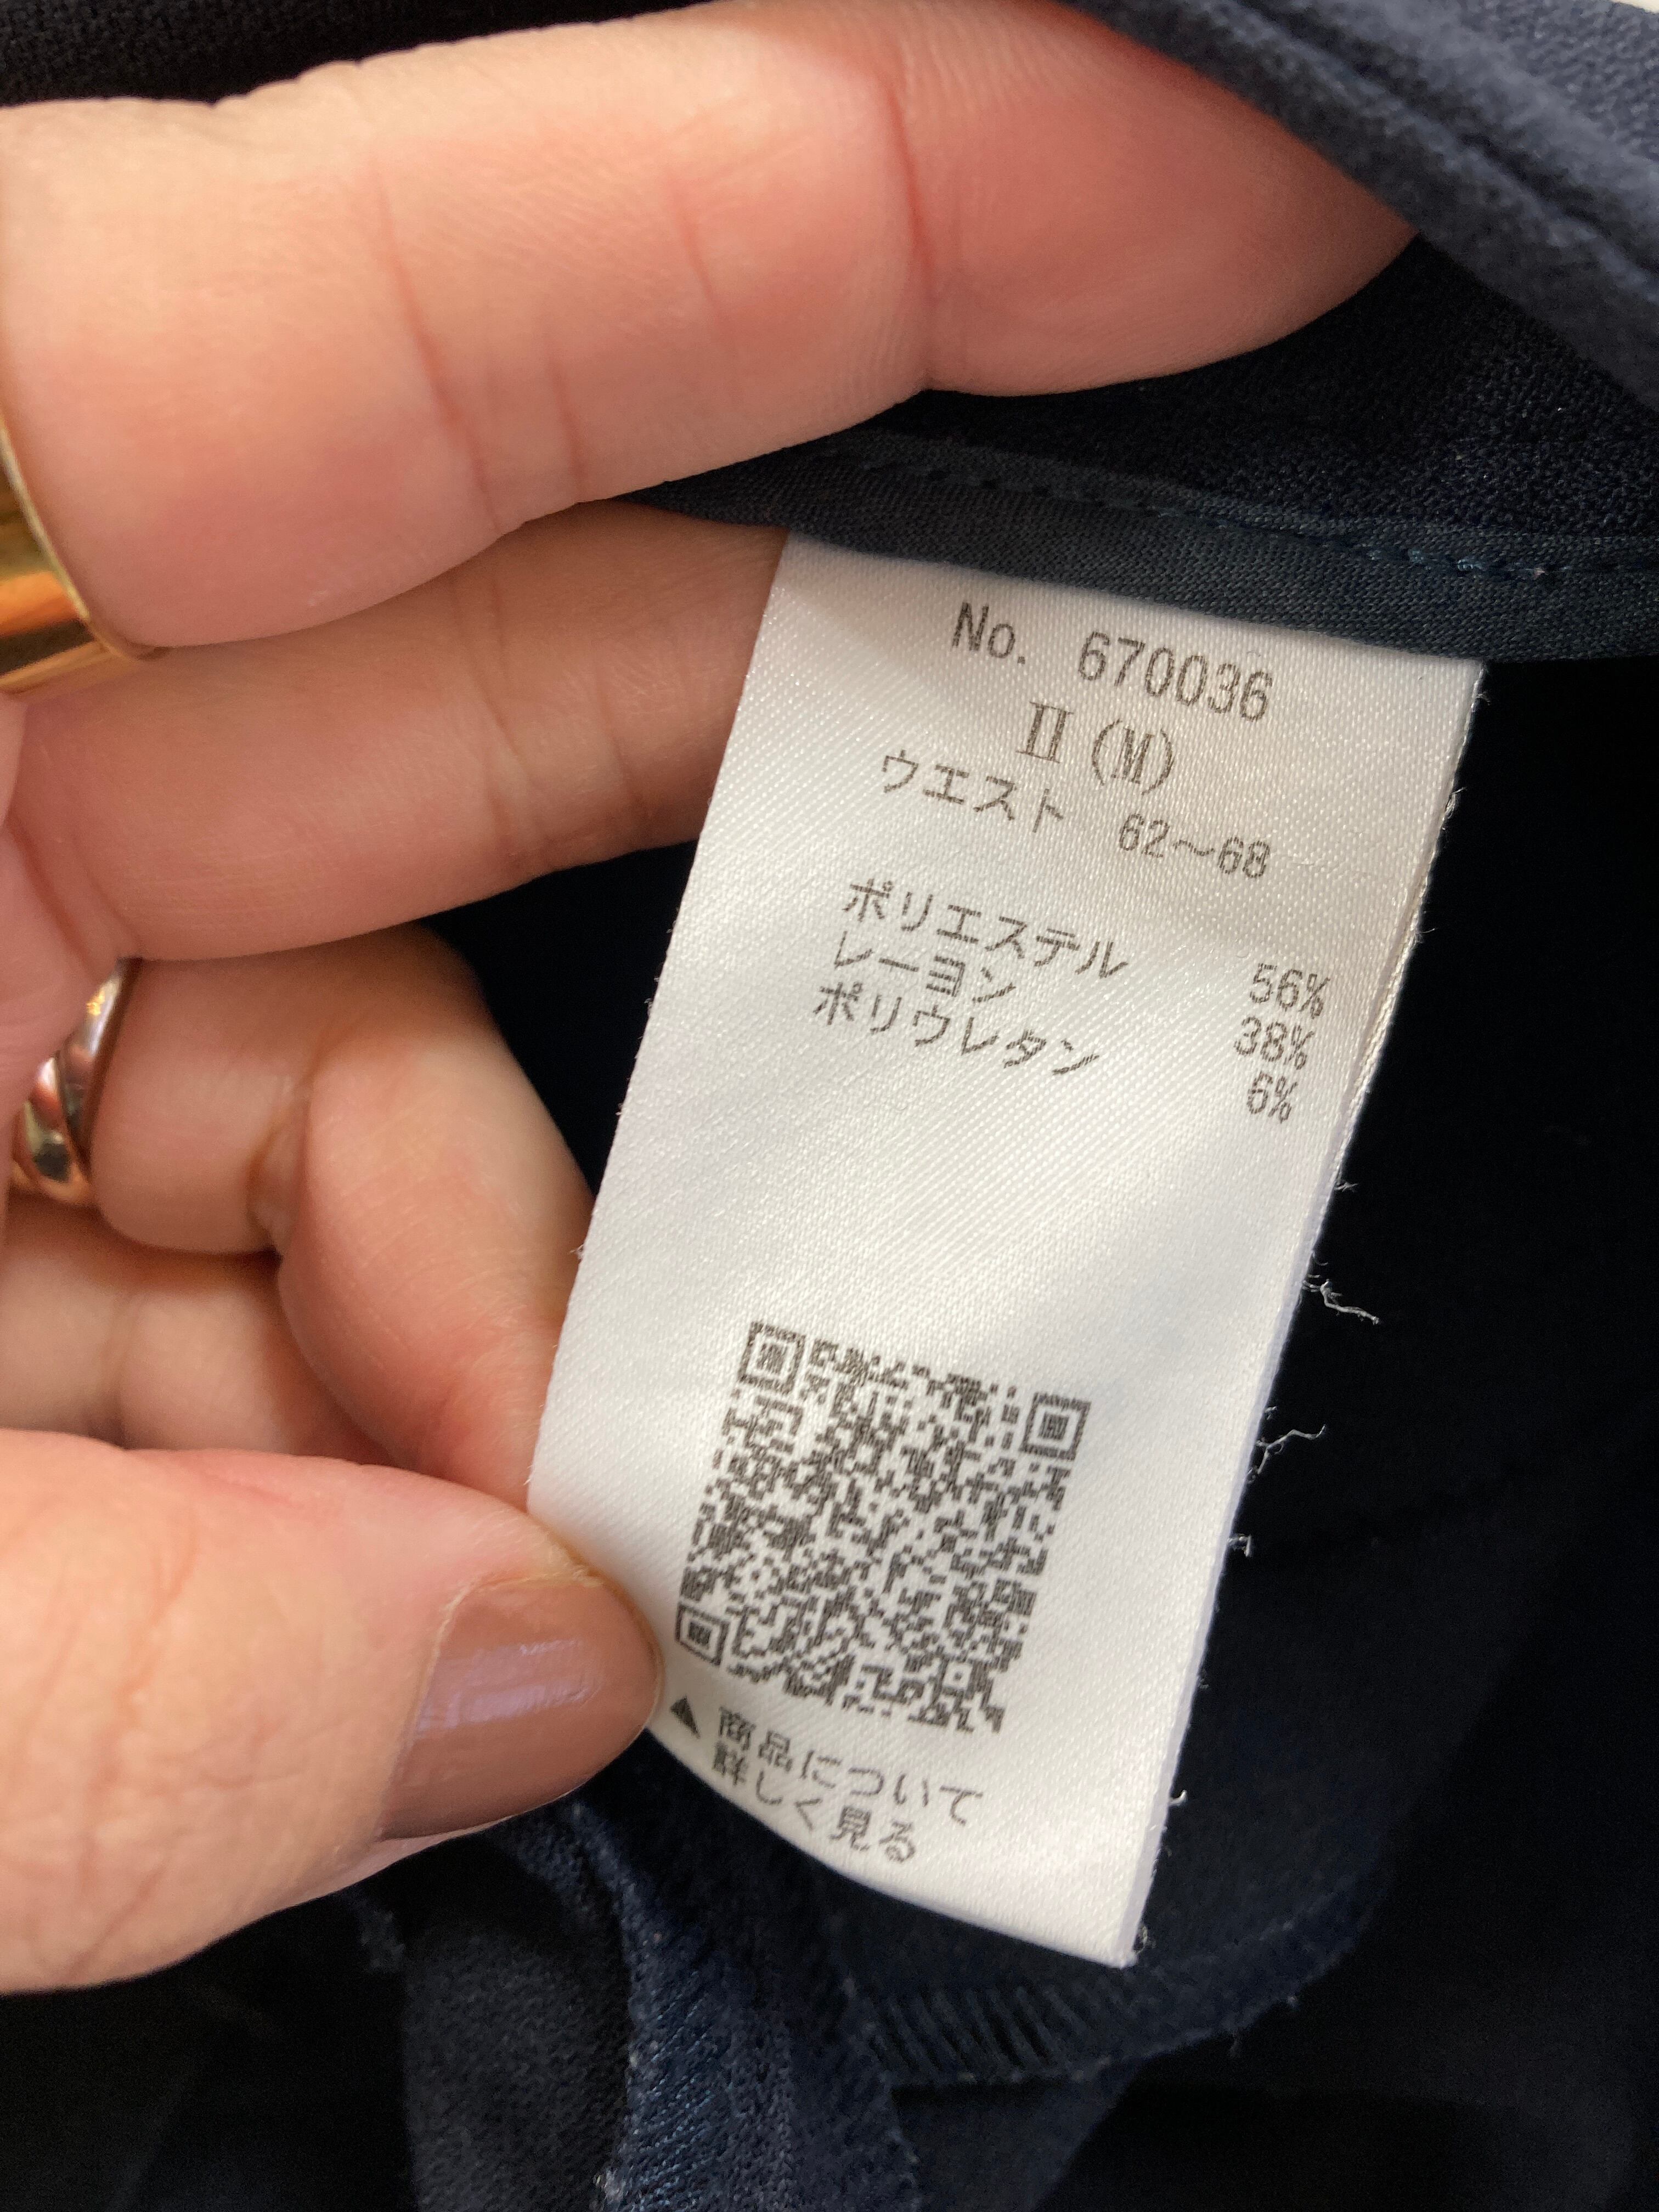 No. 670036
Ⅱ(M)
ウエスト 62～68
ポリエステル 56%
レーヨン 38%
ポリウレタン 6%
▲ 商品について
詳しく見る